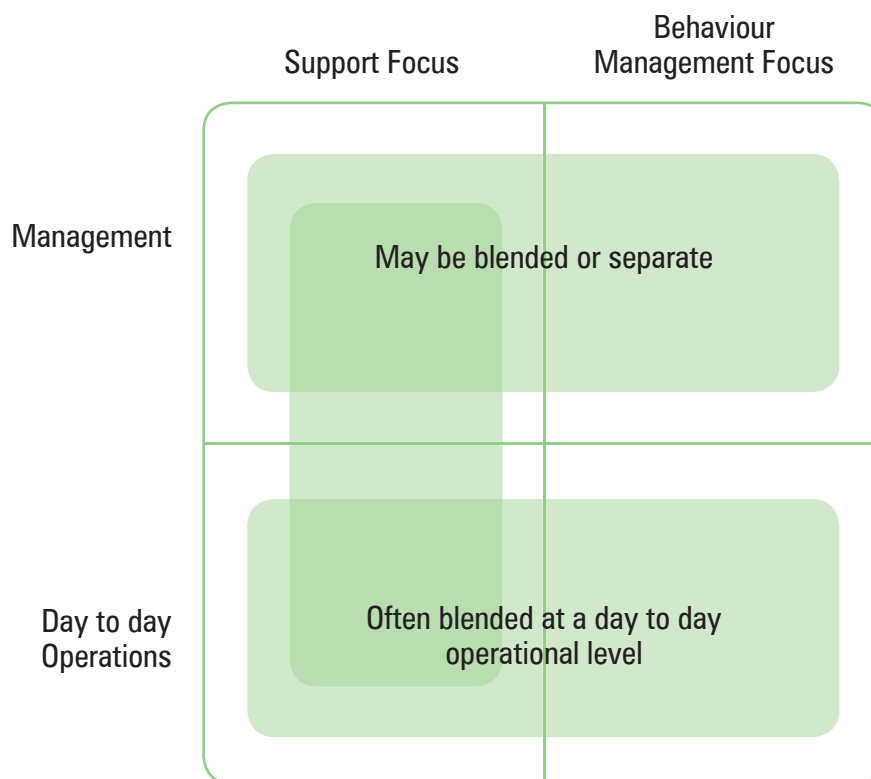 Support Focus
Behaviour
Management Focus
Management
May be blended or separate
Day to day
Operations
Often blended at a day to day
operational level